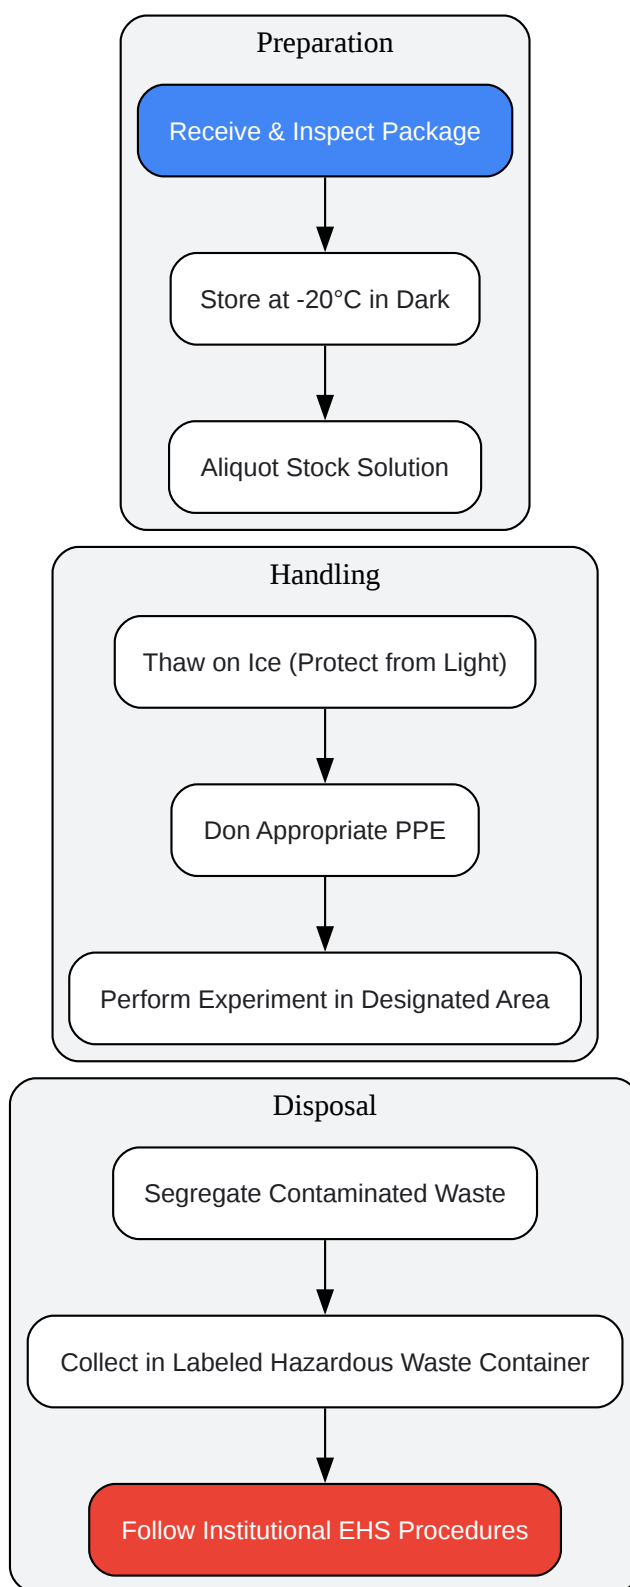 Preparation
Receive & Inspect Package
Store at -20°C in Dark
Aliquot Stock Solution
Handling
Thaw on Ice (Protect from Light)
Don Appropriate PPE
Perform Experiment in Designated Area
Disposal
Segregate Contaminated Waste
Collect in Labeled Hazardous Waste Container
Follow Institutional EHS Procedures